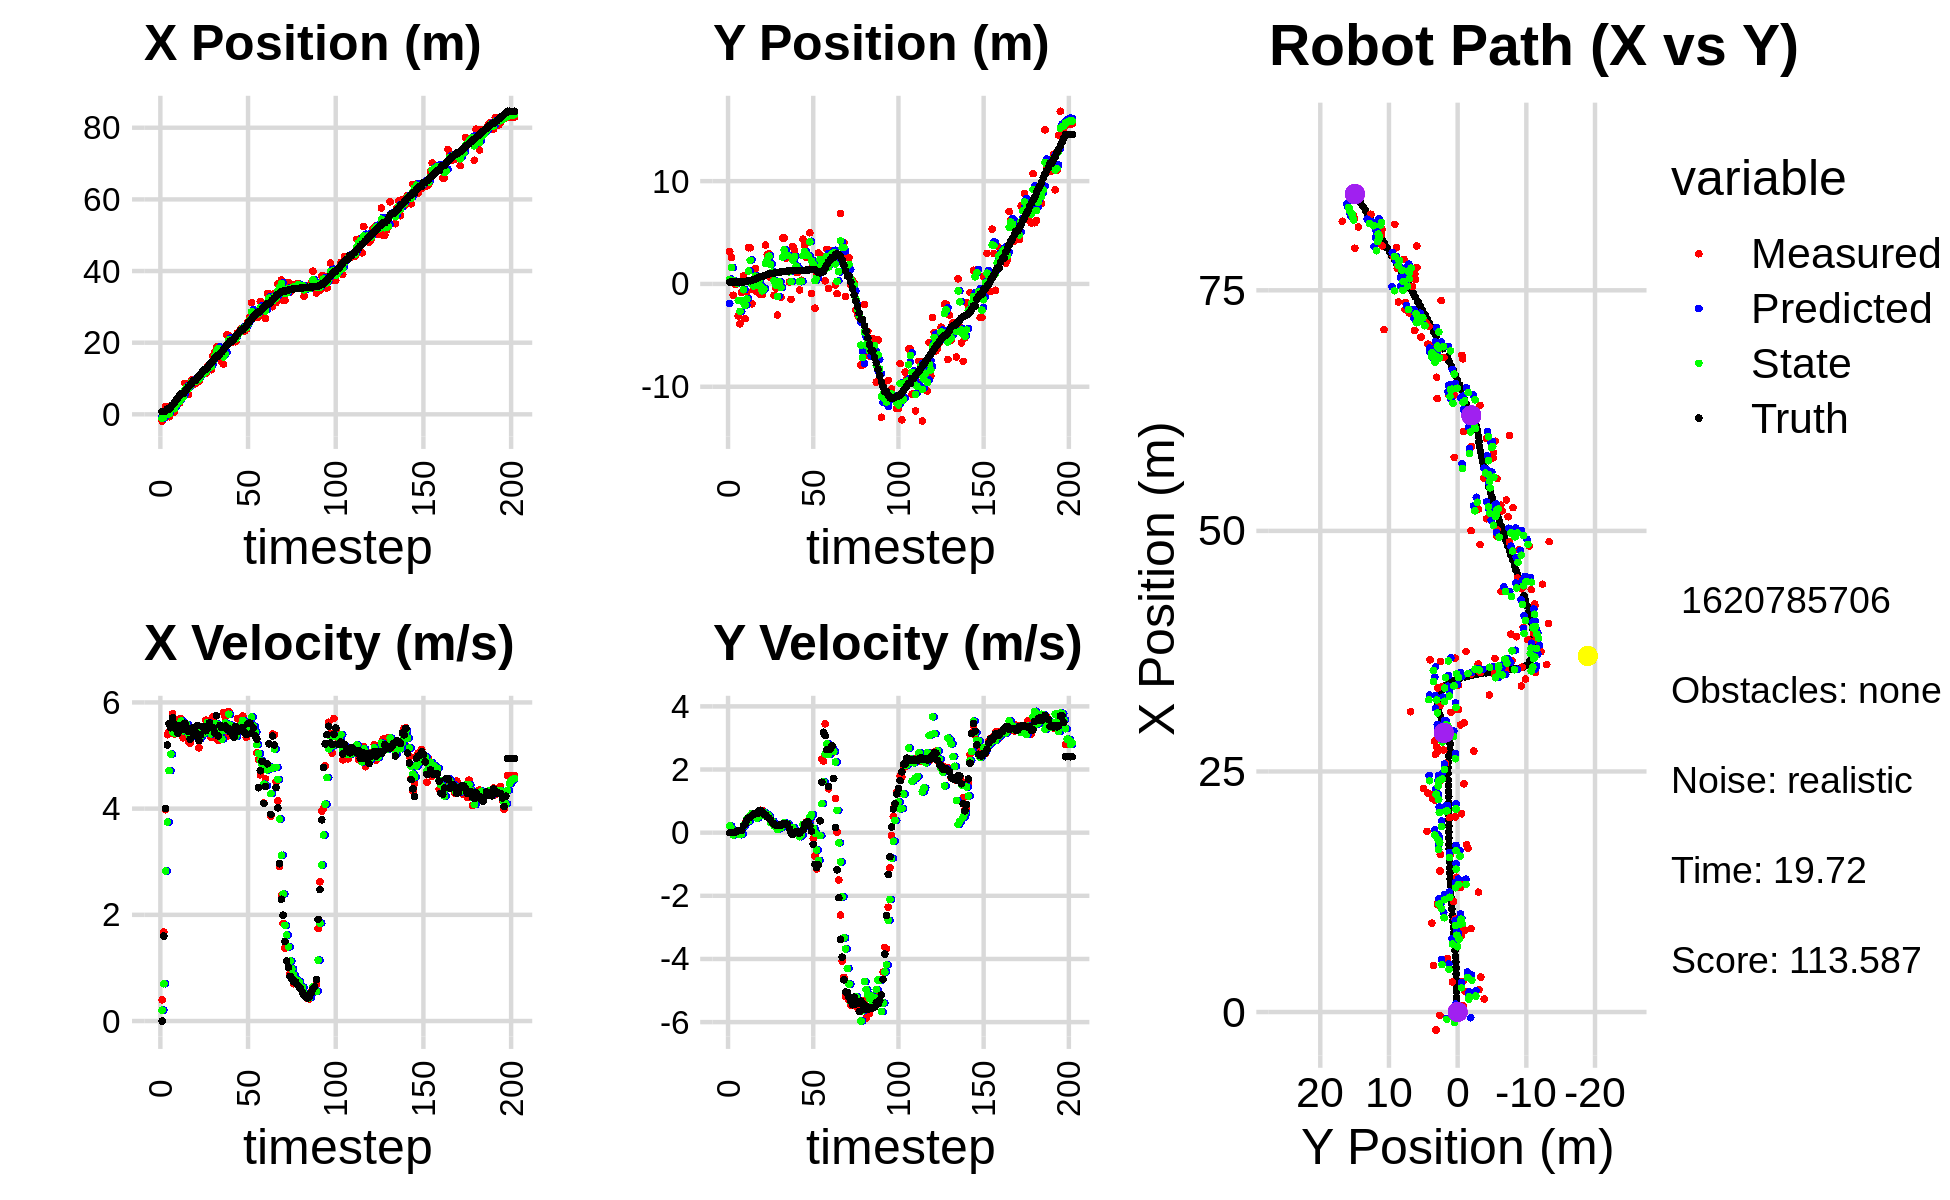 X Position (m)
80
60
40
20
0
0
50
100
150
200
timestep
Y Position (m)
10
0
-10
0
50
100
150
200
timestep
X Velocity (m/s)
6
4
2
0
0
50
100
150
200
timestep
Y Velocity (m/s)
4
2
0
-2
-4
-6
0
50
100
150
200
timestep
Robot Path (X vs Y)
X Position (m)
75
50
25
0
20 10 0 -10 -20
Y Position (m)
variable
Measured
Predicted
State
Truth
1620785706
Obstacles: none
Noise: realistic
Time: 19.72
Score: 113.587